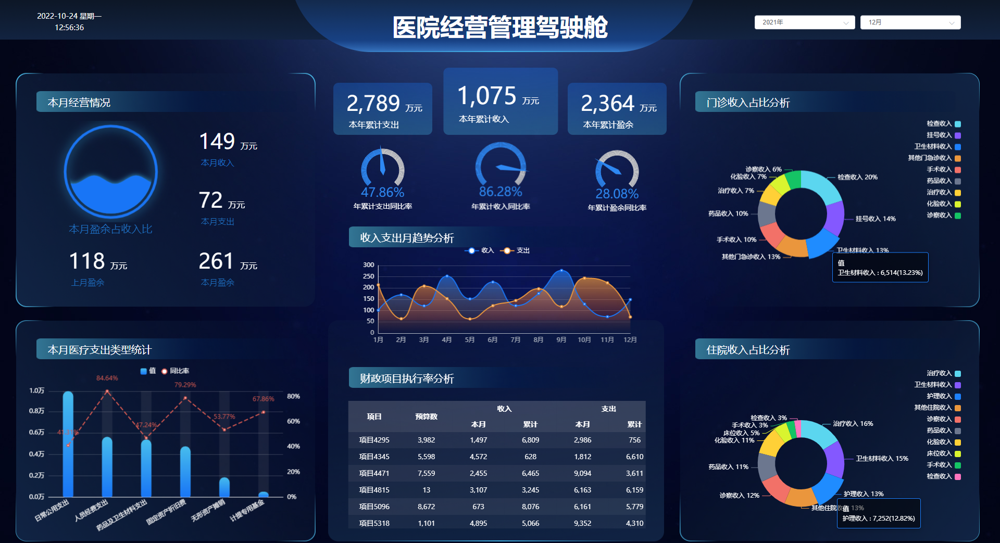 2022-10-24 星期一
12:56:36
医院经营管理驾驶舱
2021年
12月
本月经营情况
149 万元
本月收入
72 万元
本月支出
本月盈余占收入比
118 万元
上月盈余
261 万元
本月盈余
2,789 万元
本年累计支出
1,075 万元
本年累计收入
2,364 万元
本年累计盈余
47.86%
年累计支出同比率
86.28%
年累计收入同比率
28.08%
年累计盈余同比率
收入支出月趋势分析
收入 支出
300
250
200
150
100
50
0
1月 2月 3月 4月 5月 6月 7月 8月 9月 10月 11月 12月
门诊收入占比分析
检查收入
挂号收入
卫生材料收入
其他门急诊收入
手术收入
药品收入
治疗收入
化验收入
诊察收入
诊察收入 6%
化验收入 7%
治疗收入 7%
药品收入 10%
手术收入 10%
其他门急诊收入 13%
检查收入 20%
挂号收入 14%
卫生材料收入 13%
值
卫生材料收入 : 6,514(13.23%)
本月医疗支出类型统计
值 同比率
1.0万
0.8万
0.6万
0.4万
0.2万
0.0万
80%
60%
40%
20%
0%
41.31%
84.64%
47.24%
79.29%
53.77%
67.86%
日常公用支出
人员经费支出
药品及卫生材料支出
固定资产折旧费
无形资产摊销
计提专用基金
财政项目执行率分析
项目 预算数 收入 支出
本月 累计 本月 累计
项目4295 3,982 1,497 6,809 2,986 756
项目4345 5,598 4,572 628 1,812 6,610
项目4471 7,559 2,455 6,465 9,094 3,611
项目4815 13 3,107 3,245 6,163 6,159
项目5096 8,672 673 8,076 6,161 5,779
项目5318 1,101 4,895 5,066 9,352 4,310
住院收入占比分析
治疗收入
卫生材料收入
护理收入
其他住院收入
诊察收入
药品收入
化验收入
床位收入
手术收入
检查收入
检查收入 3%
手术收入 3%
床位收入 5%
化验收入 11%
药品收入 11%
诊察收入 12%
治疗收入 16%
卫生材料收入 15%
护理收入 13%
其他住院收入 13%
值
护理收入 : 7,252(12.82%)